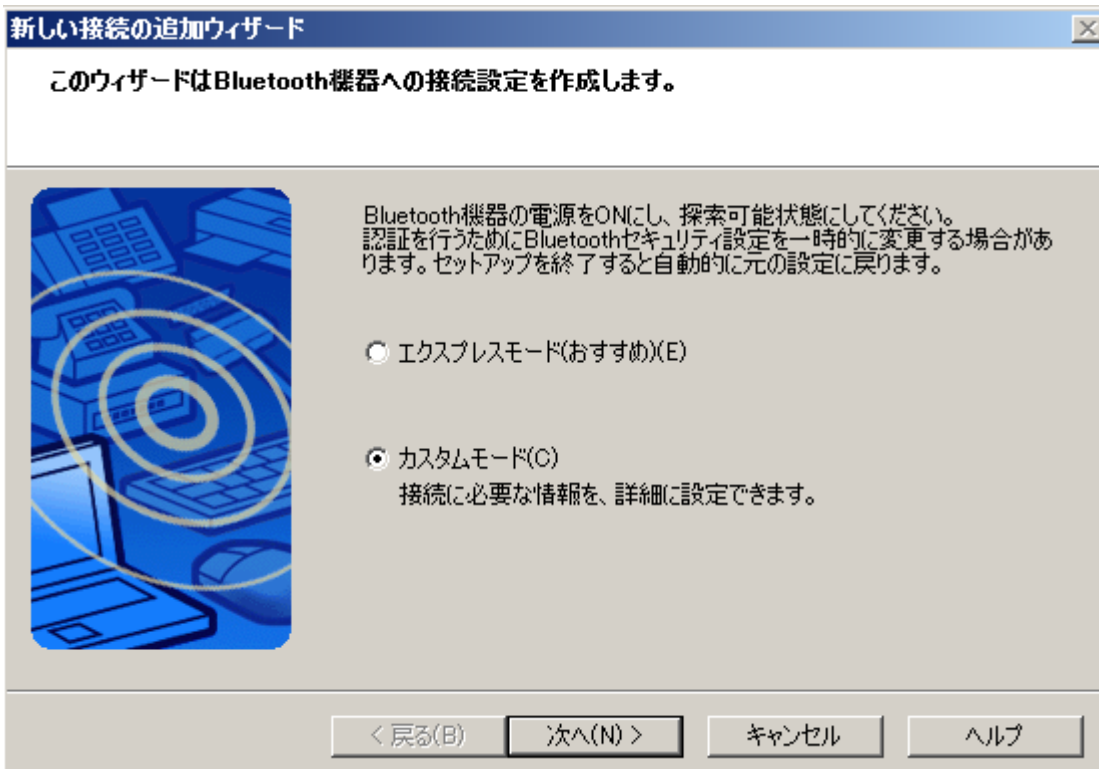 新しい接続の追加ウィザード
このウィザードはBluetooth機器への接続設定を作成します。
Bluetooth機器の電源をONにし、探索可能状態にしてください。
認証を行うためにBluetoothセキュリティ設定を一時的に変更する場合があ
ります。セットアップを終了すると自動的に元の設定に戻ります。
エクスプレスモード(おすすめ)(E)
カスタムモード(C)
接続に必要な情報を、詳細に設定できます。
< 戻る(B) 次へ(N) > キャンセル ヘルプ